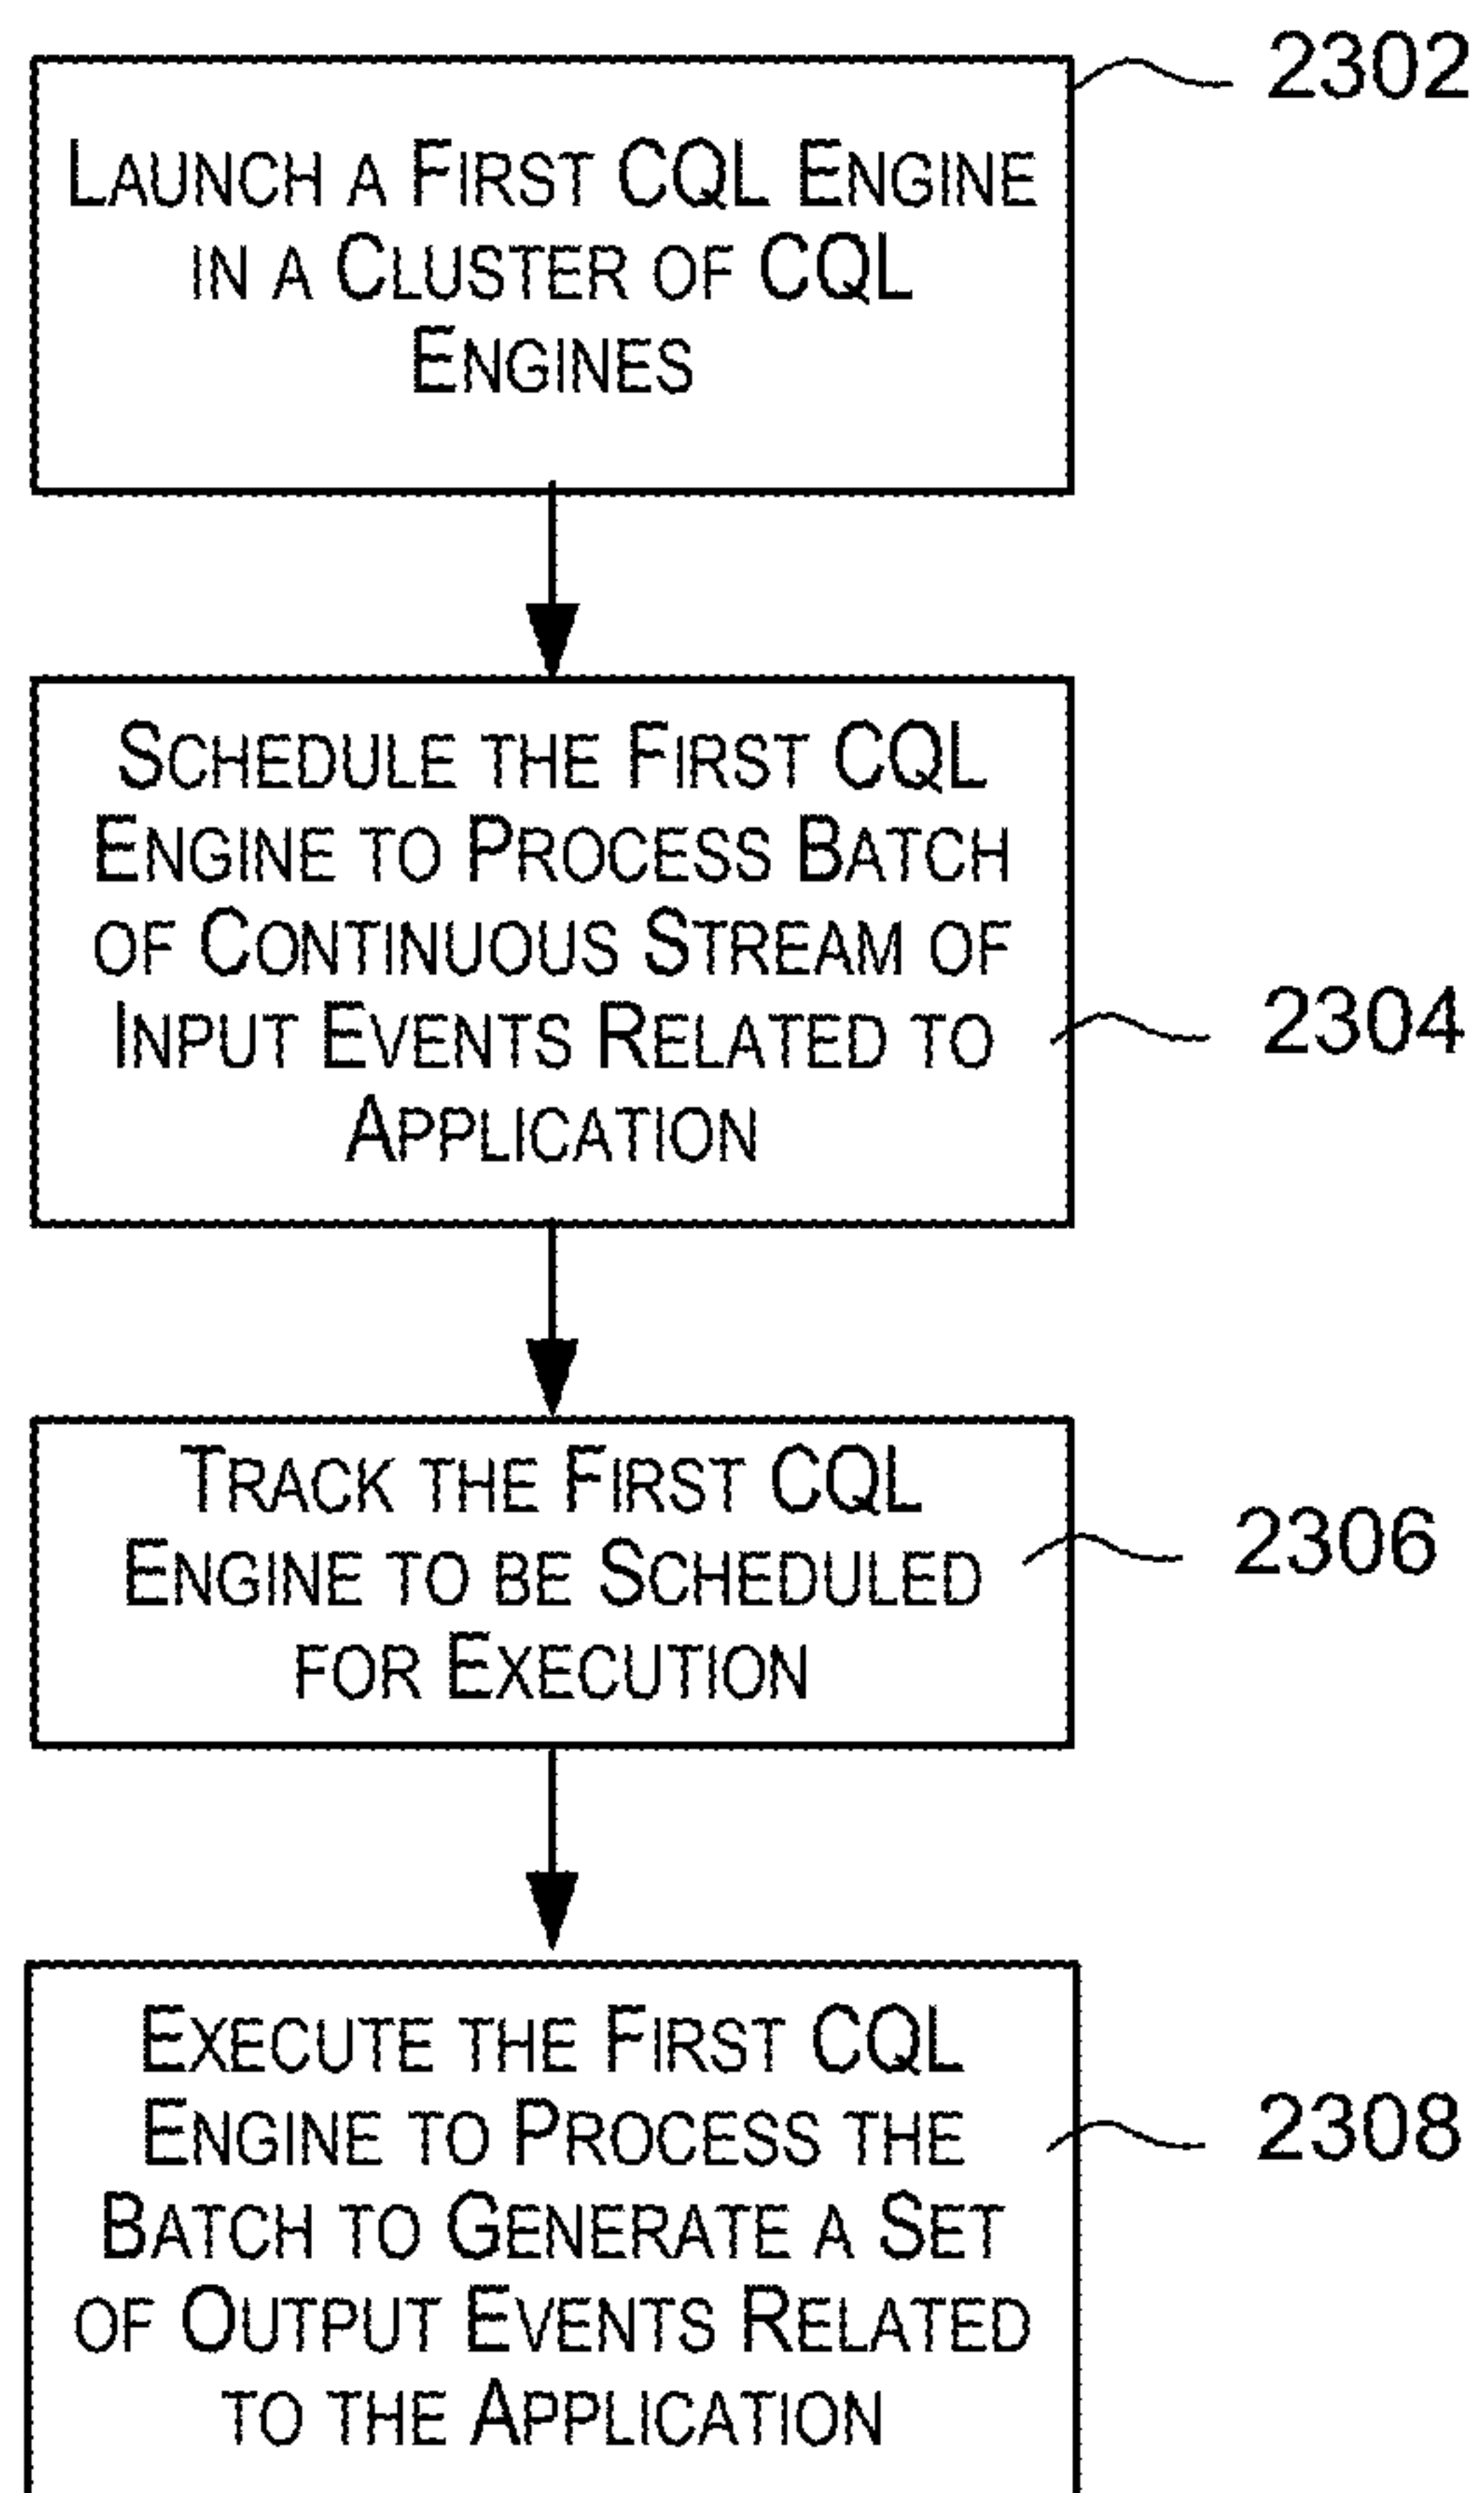 2302
LAUNCH A FIRST CQL ENGINE
IN A CLUSTER OF CQL
ENGINES
SCHEDULE THE FIRST CQL
ENGINE TO PROCESS BATCH
OF CONTINUOUS STREAM OF
INPUT EVENTS RELATED TO
APPLICATION
2304
TRACK THE FIRST CQL
ENGINE TO BE SCHEDULED
FOR EXECUTION
2306
EXECUTE THE FIRST CQL
ENGINE TO PROCESS THE
BATCH TO GENERATE A SET
OF OUTPUT EVENTS RELATED
TO THE APPLICATION
2308